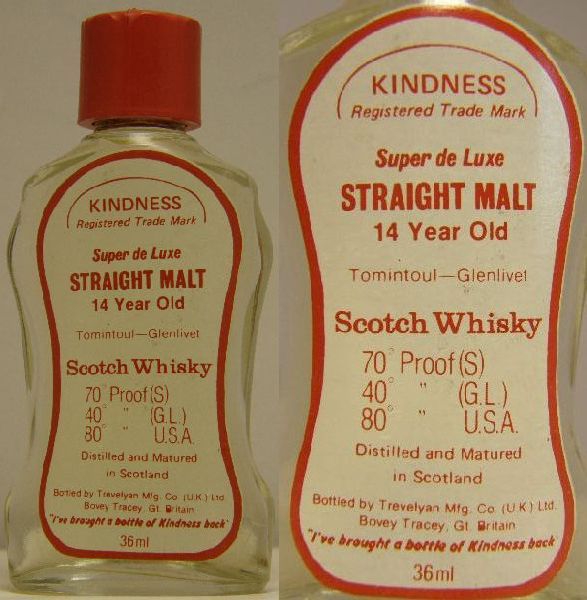 KINDNESS
Registered Trade Mark
Super de Luxe
STRAIGHT MALT
14 Year Old
Tomintoul—Glenlivet
Scotch Whisky
70° Proof (S)
40° " (G.L.)
80° " U.S.A.
Distilled and Matured
in Scotland
Bottled by Trevelyan Mfg. Co. (U.K.) Ltd.
Bovey Tracey, Gt. Britain
"I've brought a bottle of Kindness back"
36ml
KINDNESS
Registered Trade Mark
Super de Luxe
STRAIGHT MALT
14 Year Old
Tomintoul—Glenlivet
Scotch Whisky
70° Proof (S)
40° " (G.L.)
80° " U.S.A.
Distilled and Matured
in Scotland
Bottled by Trevelyan Mfg. Co. (U.K.) Ltd.
Bovey Tracey, Gt. Britain
"I've brought a bottle of Kindness back
36ml